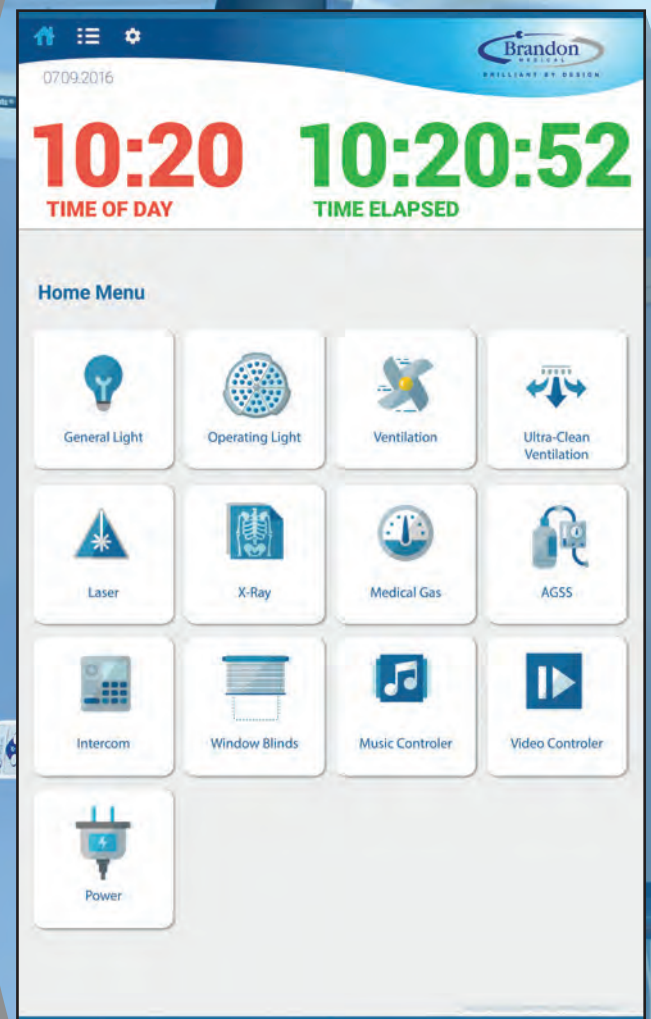 Brandon
MEDICAL
BRILLIANT BY DESIGN
07.09.2016
10:20
10:20:52
TIME OF DAY
TIME ELAPSED
Home Menu
General Light
Operating Light
Ventilation
Ultra-Clean
Ventilation
Laser
X-Ray
Medical Gas
AGSS
Intercom
Window Blinds
Music Controler
Video Controler
Power